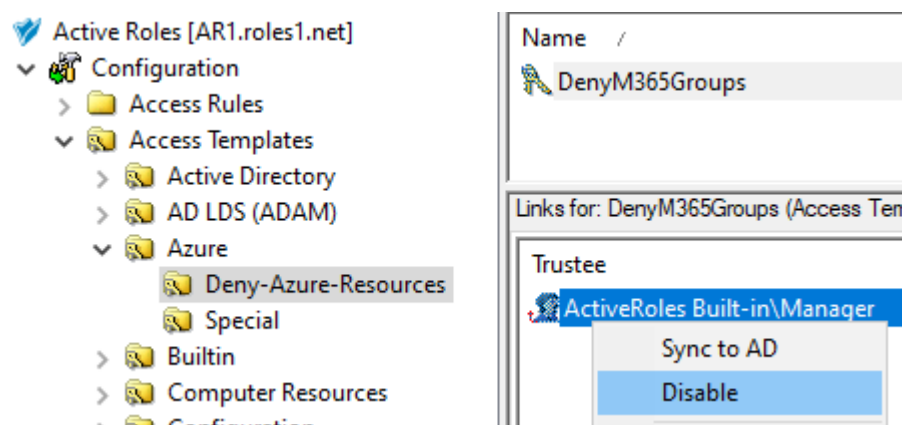 Active Roles [AR1.roles1.net]
Configuration
Access Rules
Access Templates
Active Directory
AD LDS (ADAM)
Azure
Deny-Azure-Resources
Special
Builtin
Computer Resources
Configuration
Name /
DenyM365Groups
Links for: DenyM365Groups (Access Tem
Trustee
ActiveRoles Built-in\Manager
Sync to AD
Disable